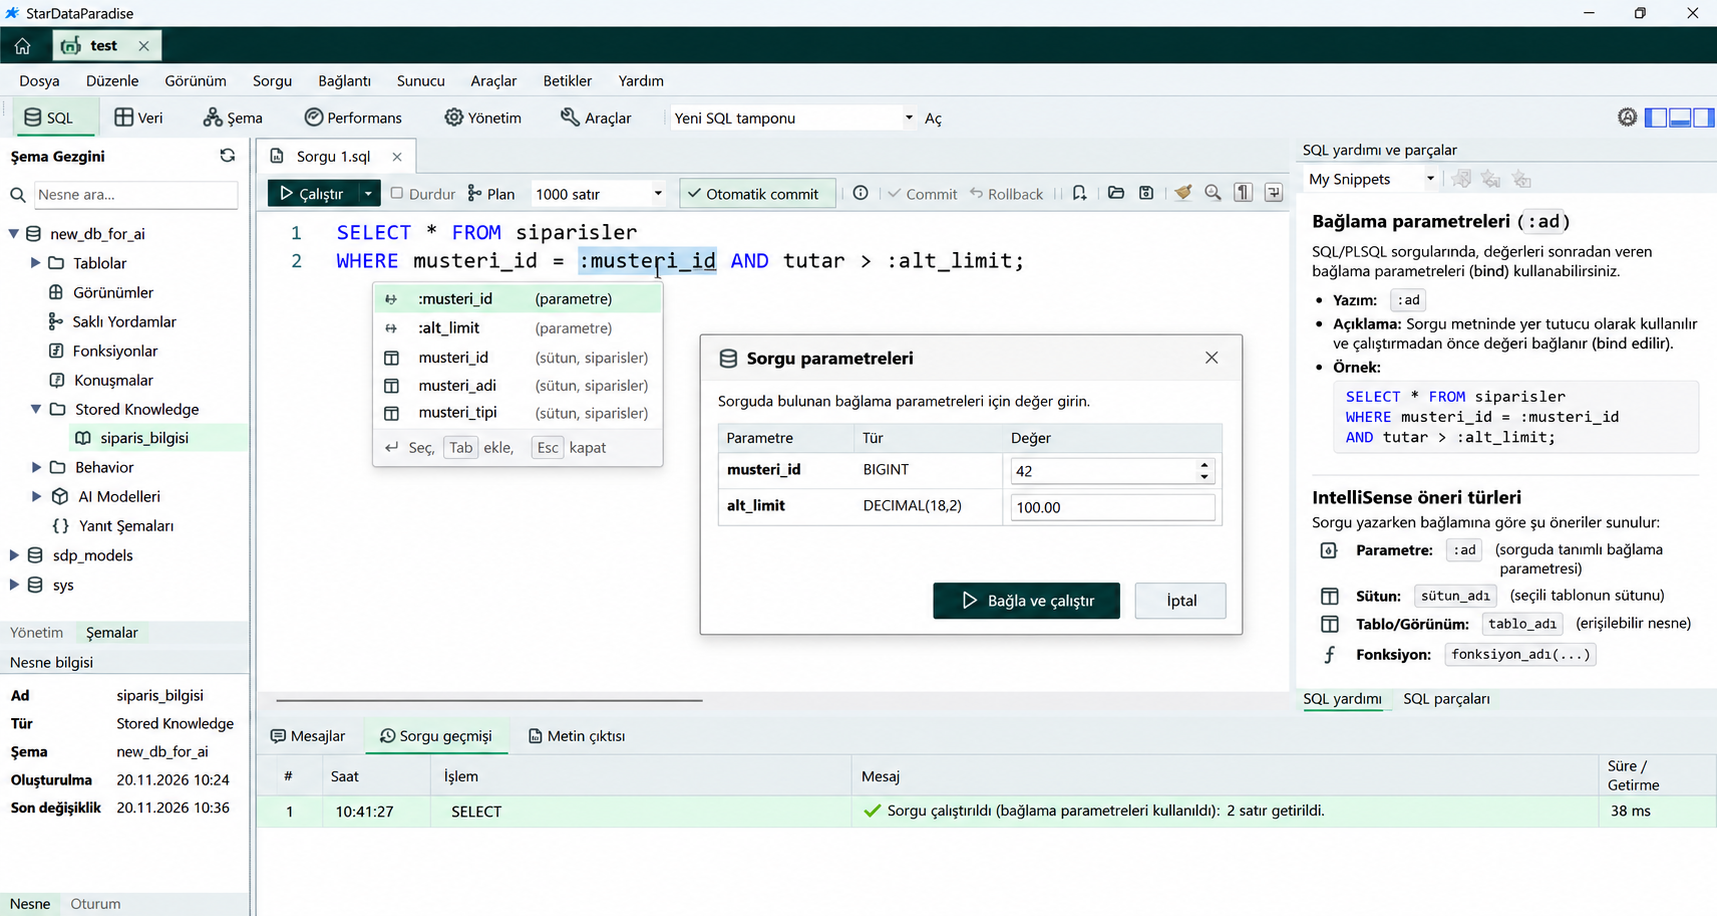 StarDataParadise
test
Dosya Düzenle Görünüm Sorgu Bağlantı Sunucu Araçlar Betikler Yardım
SQL Veri Şema Performans Yönetim Araçlar Yeni SQL tamponu Aç
Şema Gezgini
Nesne ara...
new_db_for_ai
Tablolar
Görünümler
Saklı Yordamlar
Fonksiyonlar
Konuşmalar
Stored Knowledge
siparis_bilgisi
Behavior
AI Modelleri
Yanıt Şemaları
sdp_models
sys
Yönetim Şemalar
Nesne bilgisi
Ad siparis_bilgisi
Tür Stored Knowledge
Şema new_db_for_ai
Oluşturulma 20.11.2026 10:24
Son değişiklik 20.11.2026 10:36
Nesne Oturum
Sorgu 1.sql
Çalıştır Durdur Plan 1000 satır Otomatik commit Commit Rollback
1 SELECT * FROM siparisler
2 WHERE musteri_id = :musteri_id AND tutar > :alt_limit;
:musteri_id (parametre)
:alt_limit (parametre)
musteri_id (sütun, siparisler)
musteri_adi (sütun, siparisler)
musteri_tipi (sütun, siparisler)
Seç, Tab ekle, Esc kapat
Sorgu parametreleri
Sorguda bulunan bağlama parametreleri için değer girin.
Parametre Tür Değer
musteri_id BIGINT 42
alt_limit DECIMAL(18,2) 100.00
Bağla ve çalıştır İptal
Mesajlar Sorgu geçmişi Metin çıktısı
# Saat İşlem Mesaj Süre /
Getirme
1 10:41:27 SELECT Sorgu çalıştırıldı (bağlama parametreleri kullanıldı): 2 satır getirildi. 38 ms
SQL yardımı ve parçalar
My Snippets
Bağlama parametreleri (:ad)
SQL/PLSQL sorgularında, değerleri sonradan veren
bağlama parametreleri (bind) kullanabilirsiniz.
• Yazım: :ad
• Açıklama: Sorgu metninde yer tutucu olarak kullanılır
ve çalıştırmadan önce değeri bağlanır (bind edilir).
• Örnek:
SELECT * FROM siparisler
WHERE musteri_id = :musteri_id
AND tutar > :alt_limit;
IntelliSense öneri türleri
Sorgu yazarken bağlamına göre şu öneriler sunulur:
Parametre: :ad (sorguda tanımlı bağlama
parametresi)
Sütun: sütun_adı (seçili tablonun sütunu)
Tablo/Görünüm: tablo_adı (erişilebilir nesne)
Fonksiyon: fonksiyon_adı(...)
SQL yardımı SQL parçaları